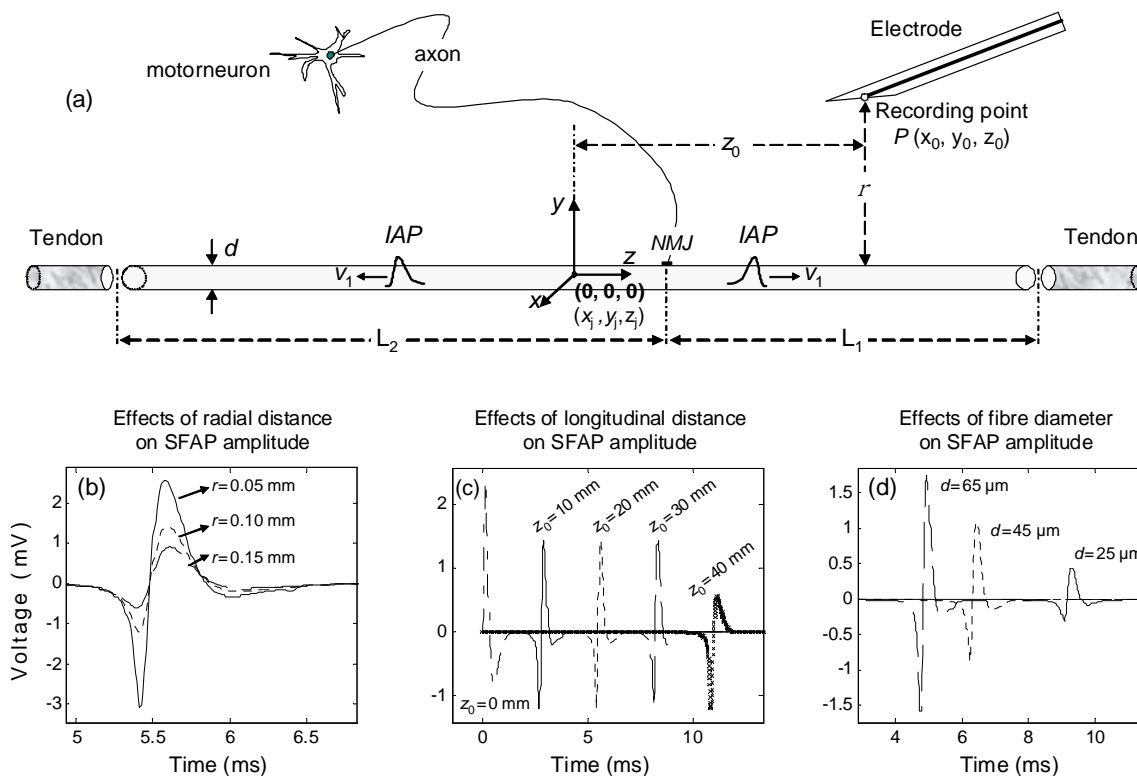 (a)
motorneuron
axon
Electrode
Recording point
P (x0, y0, z0)
z0
r
y
Tendon
d
IAP
NMJ
IAP
Tendon
v1
z
v1
x
(0, 0, 0)
(xj, yj, zj)
L2
L1
Effects of radial distance
on SFAP amplitude
(b)
r=0.05 mm
r=0.10 mm
r=0.15 mm
Voltage (mV)
2
1
0
-1
-2
-3
5
5.5
6
6.5
Time (ms)
Effects of longitudinal distance
on SFAP amplitude
(c)
z0=10 mm
z0=20 mm
z0=30 mm
z0=40 mm
z0=0 mm
2
1
0
-1
0
5
10
Time (ms)
Effects of fibre diameter
on SFAP amplitude
(d)
d=65 µm
d=45 µm
d=25 µm
1.5
1
0.5
0
-0.5
-1
-1.5
4
6
8
10
Time (ms)